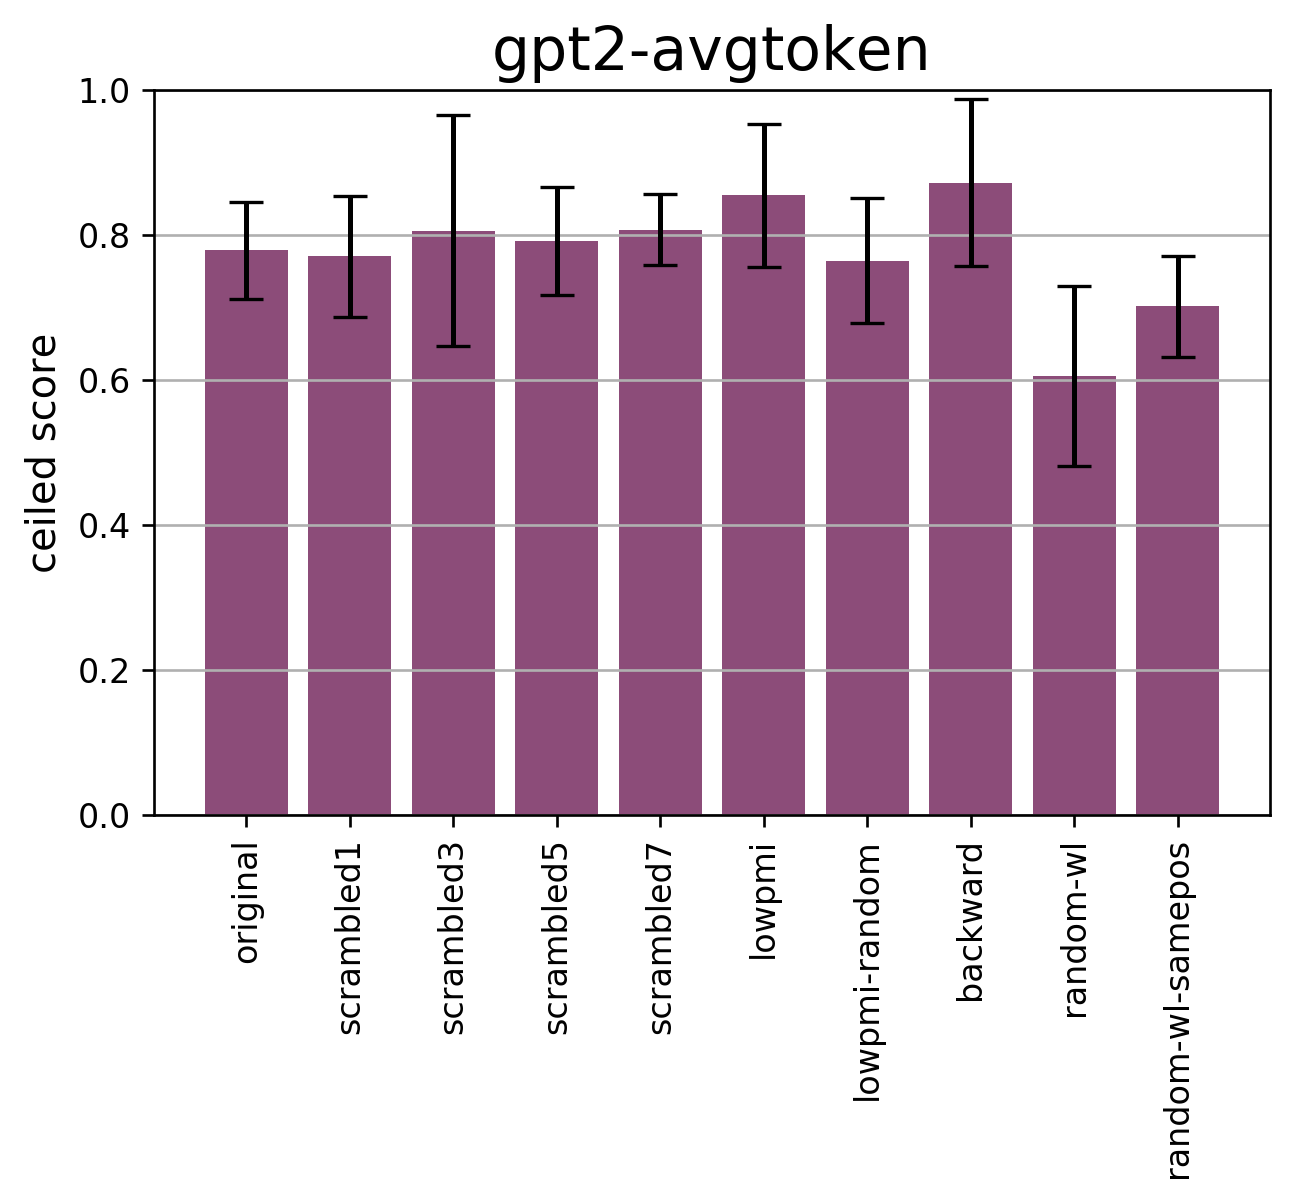 gpt2-avgtoken
ceiled score
1.0
0.8
0.6
0.4
0.2
0.0
original
scrambled1
scrambled3
scrambled5
scrambled7
lowpmi
lowpmi-random
backward
random-wl
random-wl-samepos